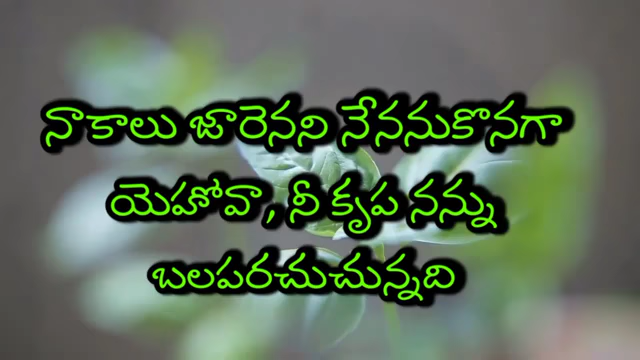 నాకాలు జారెనని నేననుకొనగా
యెహోవా, నీ కృప నన్ను
బలపరచుచున్నది